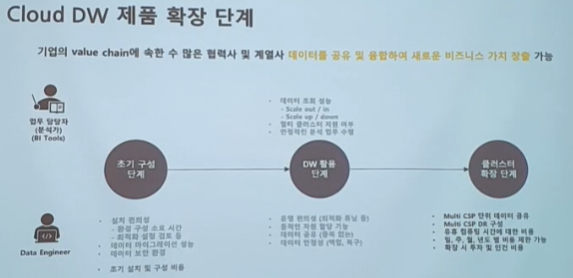 Cloud DW 제품 확장 단계
기업의 value chain에 속한 수 많은 협력사 및 계열사 데이터를 공유 및 융합하여 새로운 비즈니스 가치 창출 가능
업무 담당자
(분석가)
(BI Tools)
• 데이터 조회 성능
- Scale out / in
- Scale up / down
• 멀티 클러스터 지원 여부
• 안정적인 분석 업무 수행
초기 구성
단계
DW 활용
단계
클러스터
확장 단계
Data Engineer
• 설치 편의성
- 환경 구성 소요 시간
- 최적화 설정 검토 등
• 데이터 마이그레이션 성능
• 데이터 보안 환경
• 초기 설치 및 구성 비용
• 운영 편의성 (최적화 튜닝 등)
• 동적인 자원 할당 가능
• 데이터 공유 (중복 없는)
• 데이터 안정성 (백업, 복구)
• Multi CSP 단위 데이터 공유
• Multi CSP DR 구성
• 유휴 컴퓨팅 시간에 대한 비용
• 일, 주, 월, 년도 별 비용 제한 가능
• 확장 시 투자 및 인건 비용